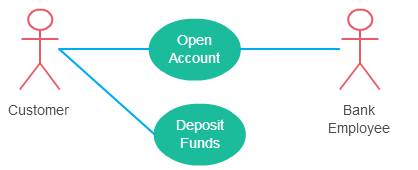 Open
Account
Customer
Bank
Employee
Deposit
Funds